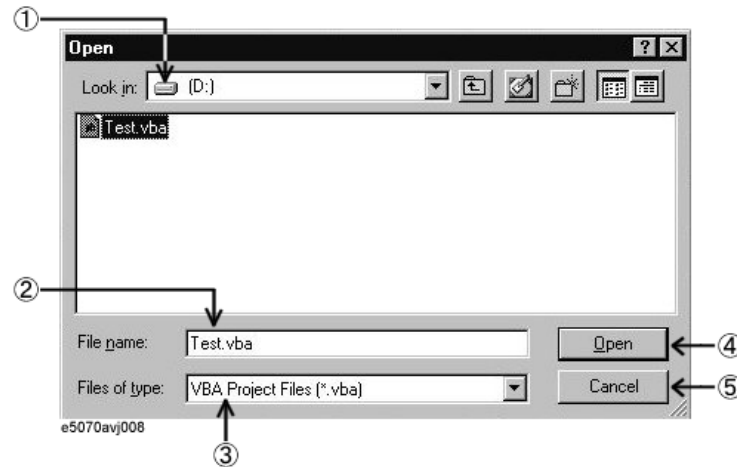 ①
Open
Look in: (D:)
Test.vba
②
File name: Test.vba Open ④
Files of type: VBA Project Files (*.vba) Cancel ⑤
e5070avj008
③